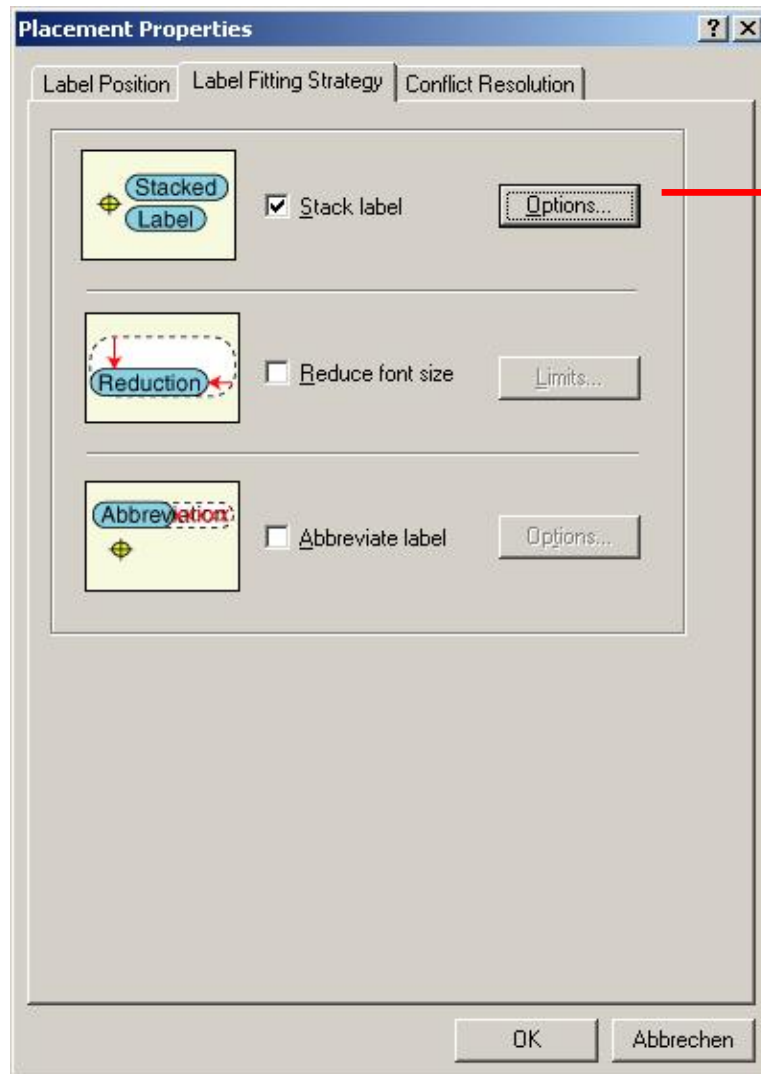 Placement Properties
Label Position Label Fitting Strategy Conflict Resolution
Stacked
Label
Stack label
Options...
Reduction
Reduce font size
Limits...
Abbreviation
Abbreviate label
Options...
OK
Abbrechen